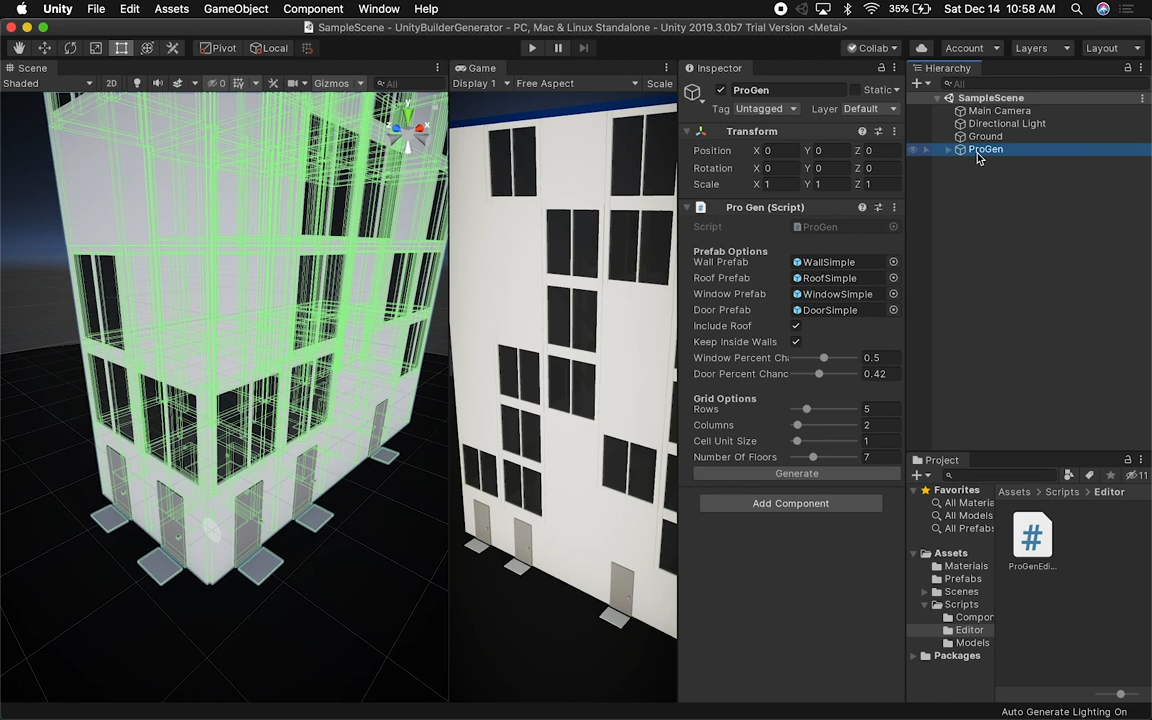 Unity File Edit Assets GameObject Component Window Help 35% Sat Dec 14 10:58 AM
SampleScene - UnityBuilderGenerator - PC, Mac & Linux Standalone - Unity 2019.3.0b7 Trial Version <Metal>
Pivot Local Collab Account Layers Layout
Scene
Shaded 2D 0 Gizmos All
y
z x
Game
Display 1 Free Aspect Scale
Inspector
ProGen Static
Tag Untagged Layer Default
Transform
Position X 0 Y 0 Z 0
Rotation X 0 Y 0 Z 0
Scale X 1 Y 1 Z 1
Pro Gen (Script)
Script ProGen
Prefab Options
Wall Prefab WallSimple
Roof Prefab RoofSimple
Window Prefab WindowSimple
Door Prefab DoorSimple
Include Roof
Keep Inside Walls
Window Percent Ch 0.5
Door Percent Chanc 0.42
Grid Options
Rows 5
Columns 2
Cell Unit Size 1
Number Of Floors 7
Generate
Add Component
Hierarchy
All
SampleScene
Main Camera
Directional Light
Ground
ProGen
Project
11
Favorites
All Materia
All Models
All Prefabs
Assets
Materials
Prefabs
Scenes
Scripts
Compor
Editor
Models
Packages
Assets Scripts Editor
ProGenEdi...
Auto Generate Lighting On